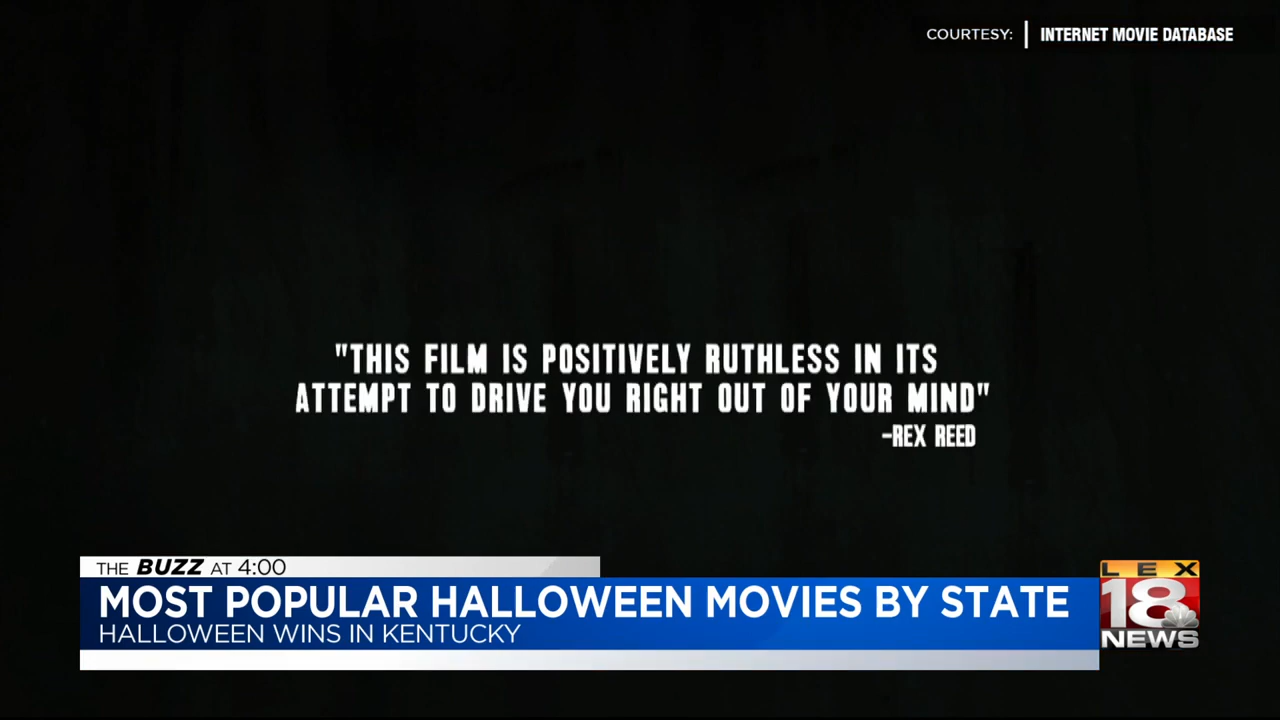 COURTESY: INTERNET MOVIE DATABASE
"THIS FILM IS POSITIVELY RUTHLESS IN ITS
ATTEMPT TO DRIVE YOU RIGHT OUT OF YOUR MIND"
-REX REED
THE BUZZ AT 4:00
MOST POPULAR HALLOWEEN MOVIES BY STATE
HALLOWEEN WINS IN KENTUCKY
LEX
18
NEWS